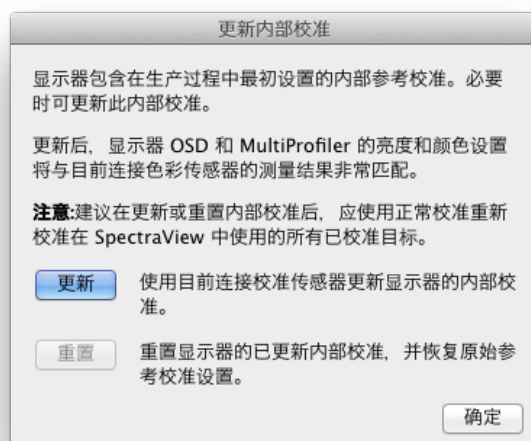 更新内部校准
显示器包含在生产过程中最初设置的内部参考校准。必要
时可更新此内部校准。
更新后，显示器 OSD 和 MultiProfiler 的亮度和颜色设置
将与目前连接色彩传感器的测量结果非常匹配。
注意:建议在更新或重置内部校准后，应使用正常校准重新
校准在 SpectraView 中使用的所有已校准目标。
更新
使用目前连接校准传感器更新显示器的内部校
准。
重置
重置显示器的已更新内部校准，并恢复原始参
考校准设置。
确定